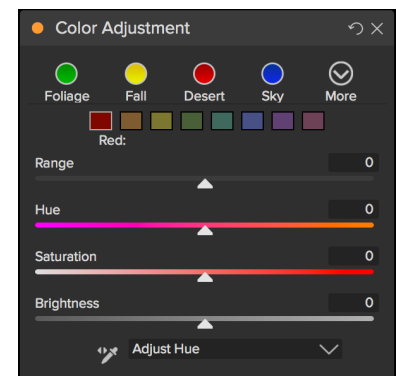 Color Adjustment
Foliage Fall Desert Sky More
Red:
Range 0
Hue 0
Saturation 0
Brightness 0
Adjust Hue